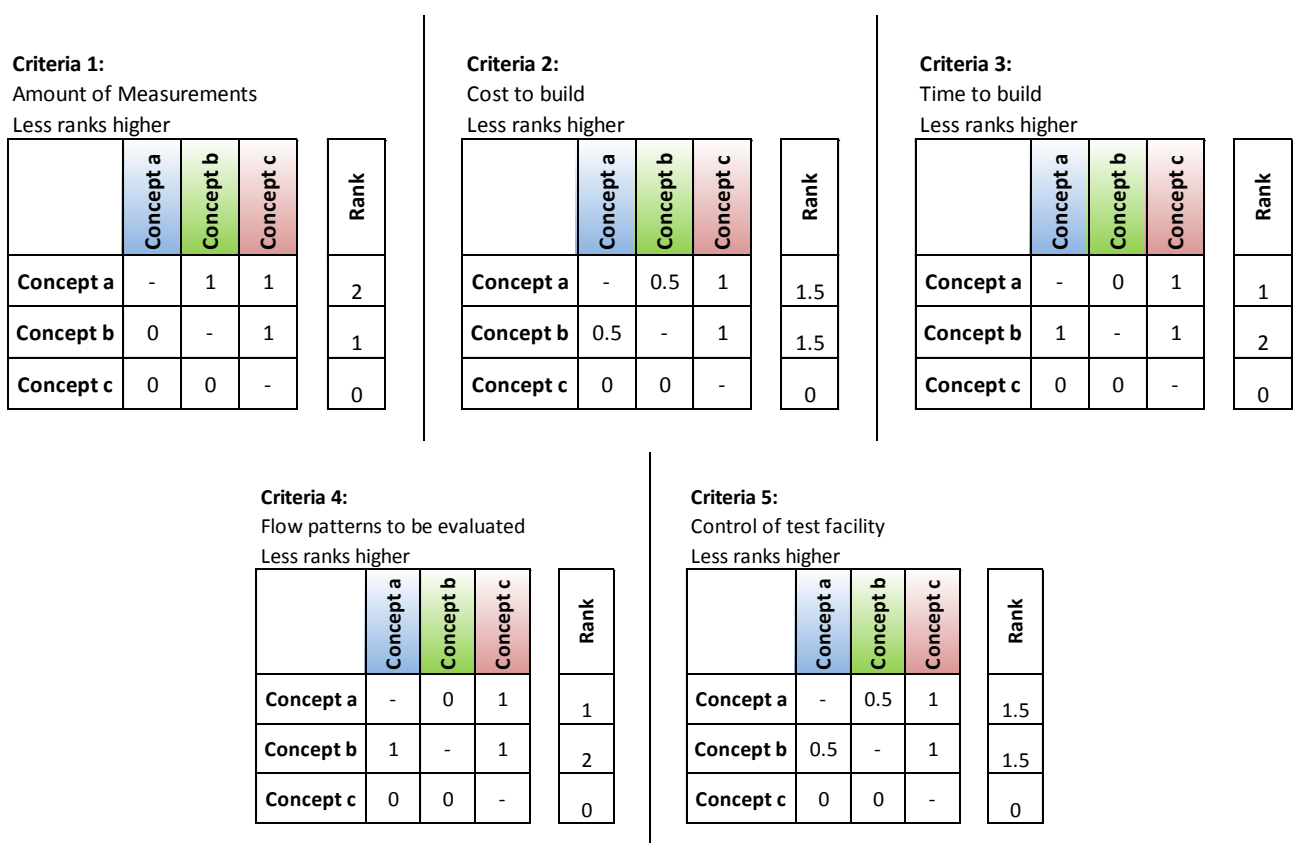 Criteria 1:
Amount of Measurements
Less ranks higher
Concept a Concept b Concept c Rank
Concept a - 1 1 2
Concept b 0 - 1 1
Concept c 0 0 - 0
Criteria 2:
Cost to build
Less ranks higher
Concept a Concept b Concept c Rank
Concept a - 0.5 1 1.5
Concept b 0.5 - 1 1.5
Concept c 0 0 - 0
Criteria 3:
Time to build
Less ranks higher
Concept a Concept b Concept c Rank
Concept a - 0 1 1
Concept b 1 - 1 2
Concept c 0 0 - 0
Criteria 4:
Flow patterns to be evaluated
Less ranks higher
Concept a Concept b Concept c Rank
Concept a - 0 1 1
Concept b 1 - 1 2
Concept c 0 0 - 0
Criteria 5:
Control of test facility
Less ranks higher
Concept a Concept b Concept c Rank
Concept a - 0.5 1 1.5
Concept b 0.5 - 1 1.5
Concept c 0 0 - 0